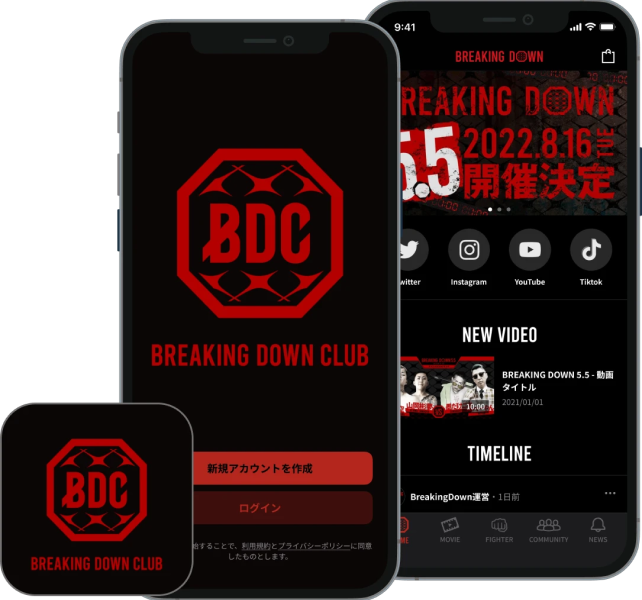 BDC
BREAKING DOWN CLUB
新規アカウントを作成
ログイン
始することで、利用規約とプライバシーポリシーに同意
したものとします。
BDC
BREAKING DOWN CLUB
9:41
BREAKING DOWN
REAKING DOWN
5.5
2022.8.16 TUE
開催決定
witter
Instagram
YouTube
Tiktok
NEW VIDEO
10:00
BREAKING DOWN 5.5 - 動画
タイトル
2021/01/01
TIMELINE
BreakingDown運営・1日前
ME
MOVIE
FIGHTER
COMMUNITY
NEWS